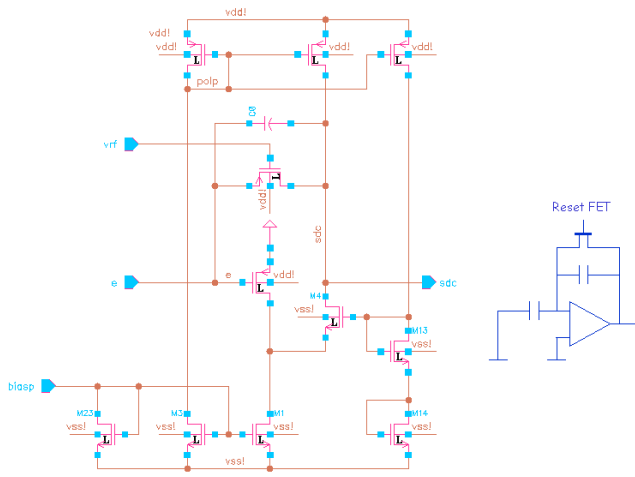 vdd!
vdd!
vdd! L L vdd! L vdd!
polp
C0
vrf
L
vdd!
sdc
Reset FET
e e vdd! sdc
L
M4
vss! L
M13
vss!
L
biasp
M23 M3 M1 M14
vss! vss! vss! vss!
L L L L
vss!